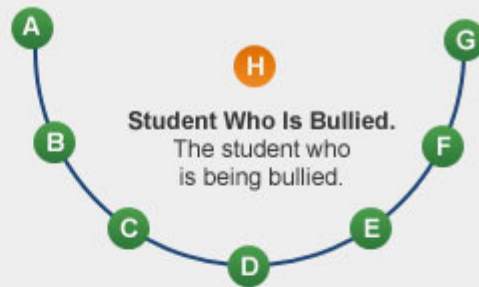 A
G
H
Student Who Is Bullied.
The student who
B
F
is being bullied.
C
E
D